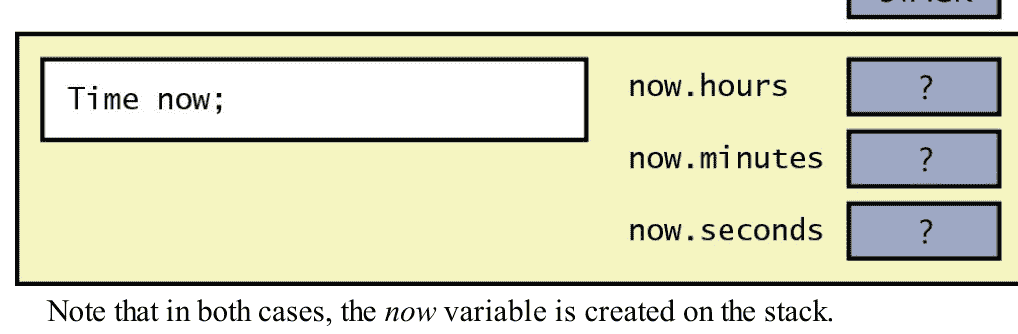 Time now;
now.hours ?
now.minutes ?
now.seconds ?
Note that in both cases, the now variable is created on the stack.